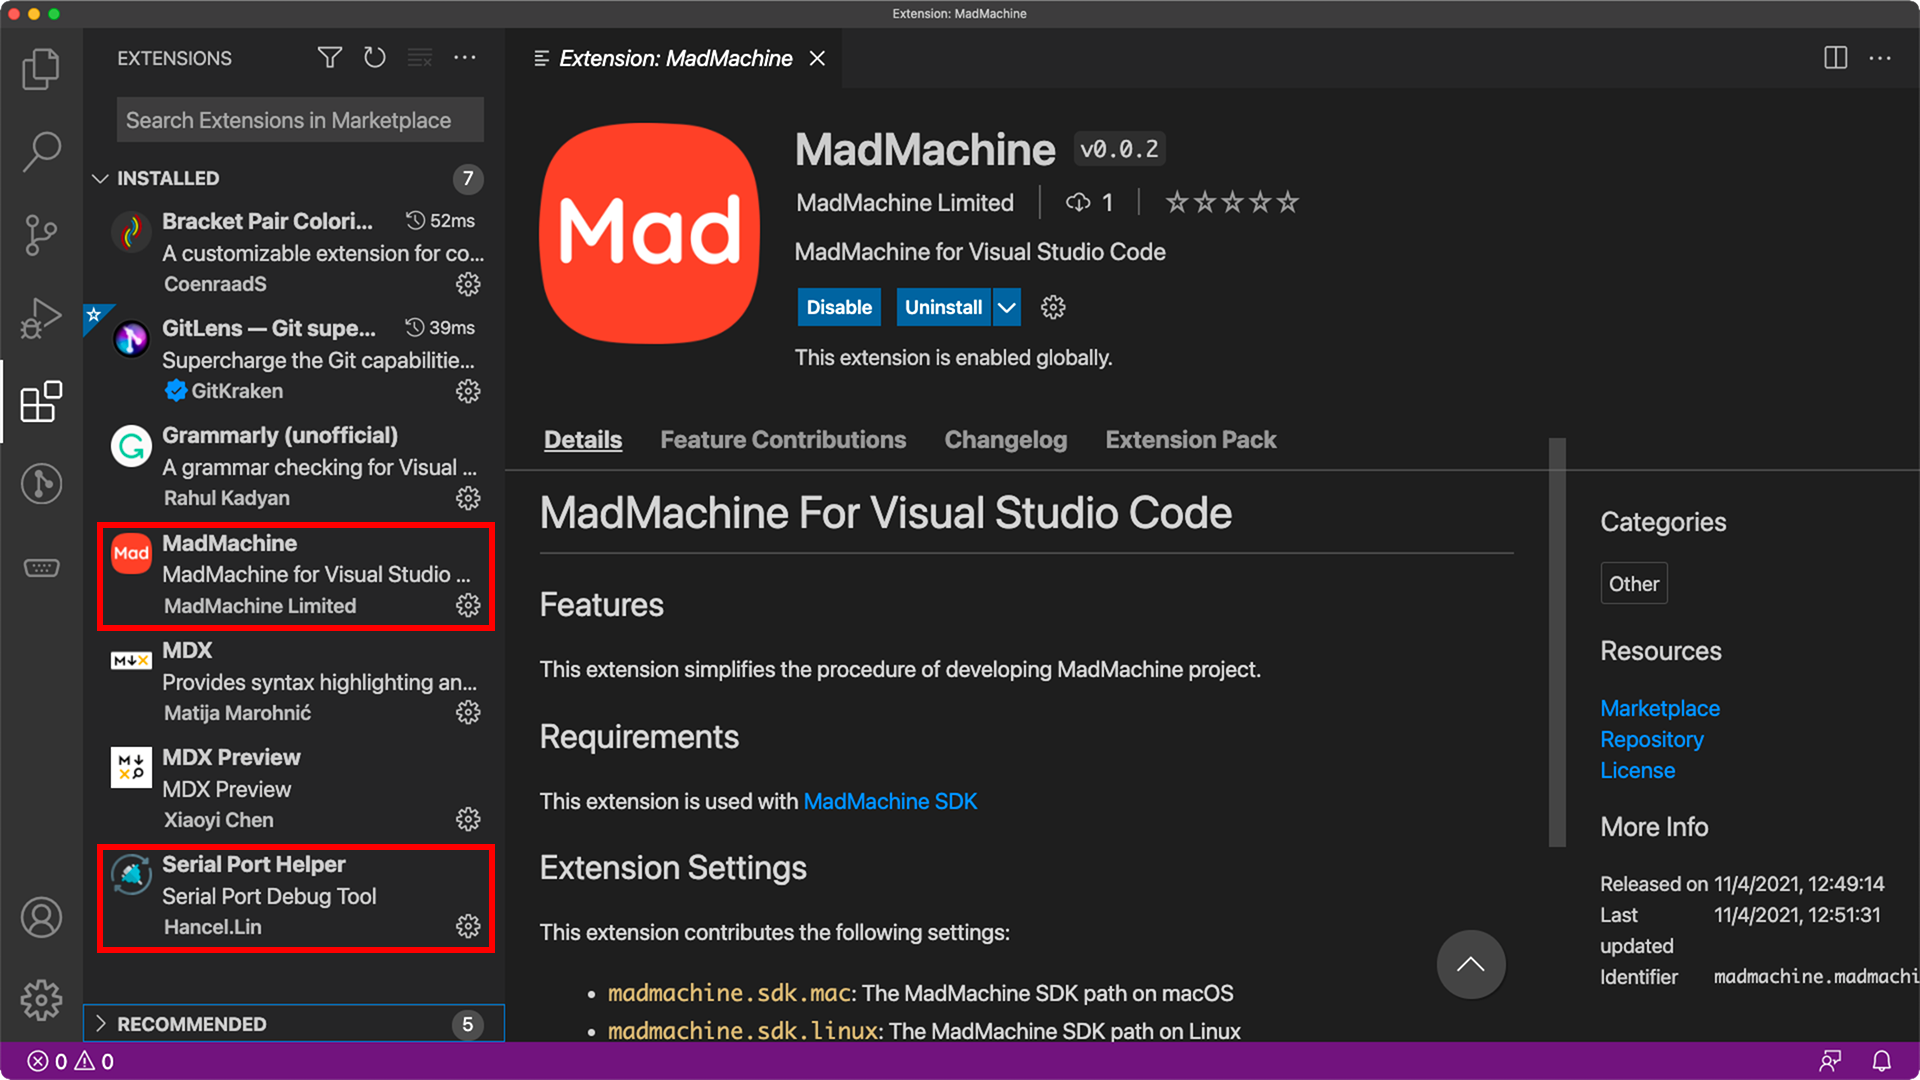 Extension: MadMachine
EXTENSIONS
Search Extensions in Marketplace
INSTALLED
7
Bracket Pair Colori... 52ms
A customizable extension for co...
CoenraadS
GitLens — Git supe... 39ms
Supercharge the Git capabilitie...
GitKraken
Grammarly (unofficial)
A grammar checking for Visual ...
Rahul Kadyan
Mad
MadMachine
MadMachine for Visual Studio ...
MadMachine Limited
MDX
Provides syntax highlighting an...
Matija Marohnić
MDX Preview
MDX Preview
Xiaoyi Chen
Serial Port Helper
Serial Port Debug Tool
Hancel.Lin
RECOMMENDED
5
Extension: MadMachine
Mad
MadMachine v0.0.2
MadMachine Limited 1
MadMachine for Visual Studio Code
Disable Uninstall
This extension is enabled globally.
Details Feature Contributions Changelog Extension Pack
MadMachine For Visual Studio Code
Features
This extension simplifies the procedure of developing MadMachine project.
Requirements
This extension is used with MadMachine SDK
Extension Settings
This extension contributes the following settings:
• madmachine.sdk.mac: The MadMachine SDK path on macOS
• madmachine.sdk.linux: The MadMachine SDK path on Linux
Categories
Other
Resources
Marketplace
Repository
License
More Info
Released on 11/4/2021, 12:49:14
Last updated 11/4/2021, 12:51:31
Identifier madmachine.madmachi
0 0